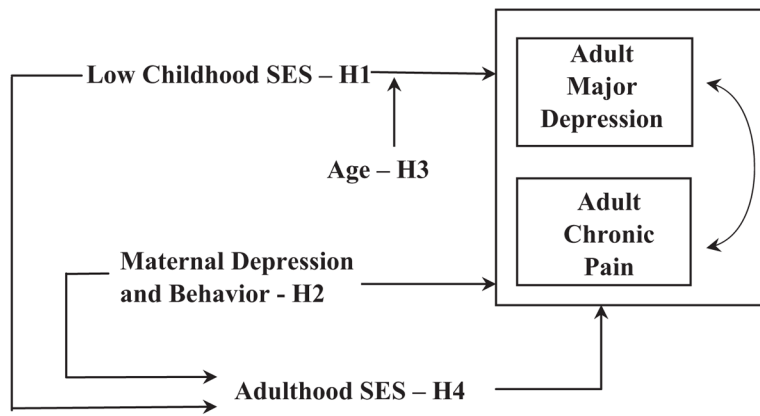 Low Childhood SES – H1
Adult
Major
Depression
Age – H3
Adult
Chronic
Pain
Maternal Depression
and Behavior - H2
Adulthood SES – H4